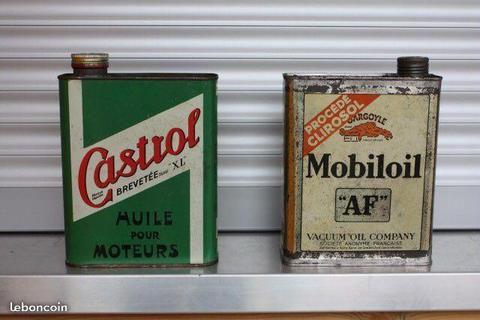 Castrol
BREVETÉE "XL"
HUILE
POUR
MOTEURS
PROCÉDÉ
CLIROSOL
GARGOYLE
Mobiloil
"AF"
VACUUM OIL COMPANY
SOCIÉTÉ ANONYME FRANÇAISE
leboncoin